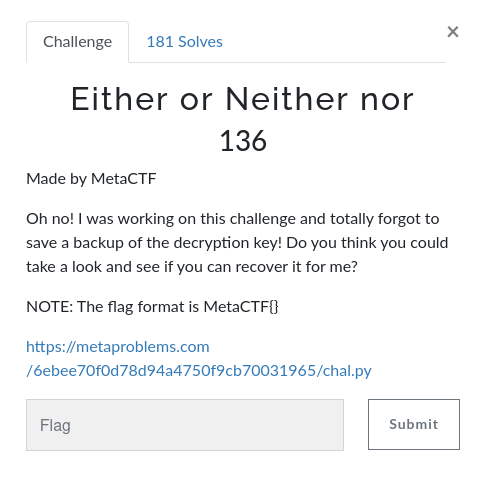 Challenge
181 Solves
×
Either or Neither nor
136
Made by MetaCTF
Oh no! I was working on this challenge and totally forgot to
save a backup of the decryption key! Do you think you could
take a look and see if you can recover it for me?
NOTE: The flag format is MetaCTF{}
https://metaproblems.com
/6ebee70f0d78d94a4750f9cb70031965/chal.py
Flag
Submit